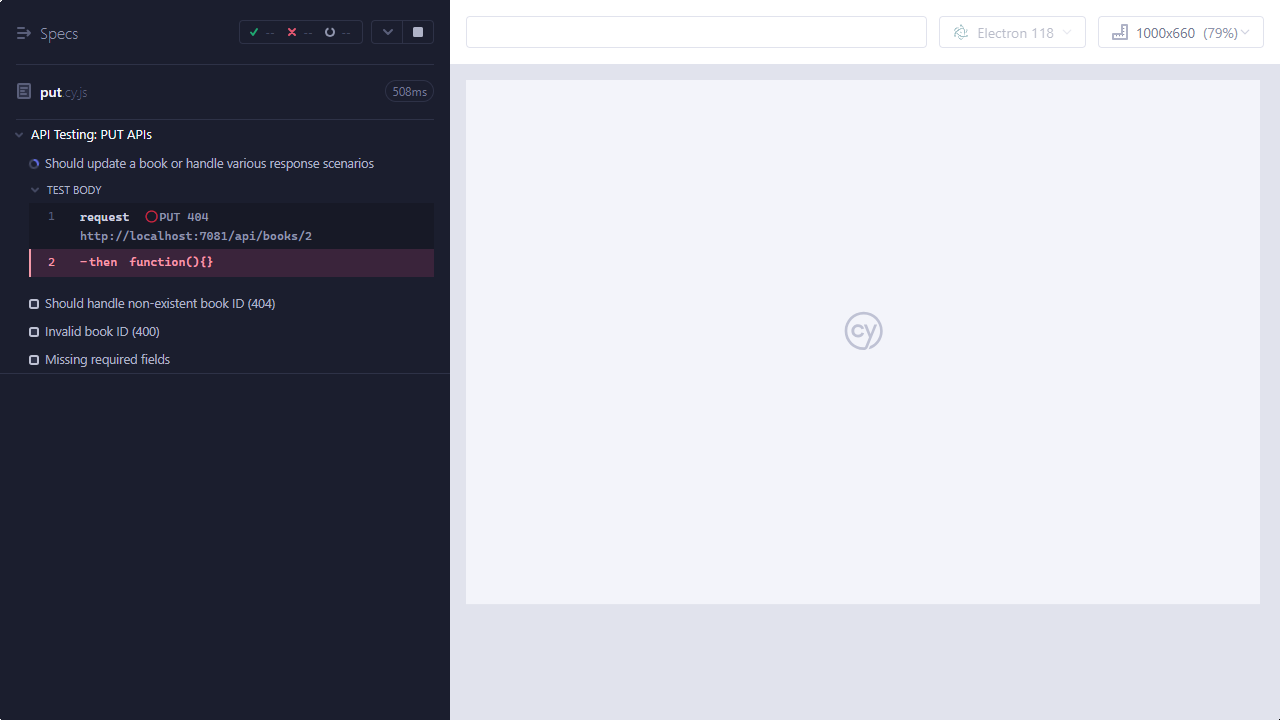 Specs
-- -- --
put.cy.js
508ms
API Testing: PUT APIs
Should update a book or handle various response scenarios
TEST BODY
1 request PUT 404
http://localhost:7081/api/books/2
2 -then function(){}
Should handle non-existent book ID (404)
Invalid book ID (400)
Missing required fields
Electron 118
1000x660 (79%)
cy